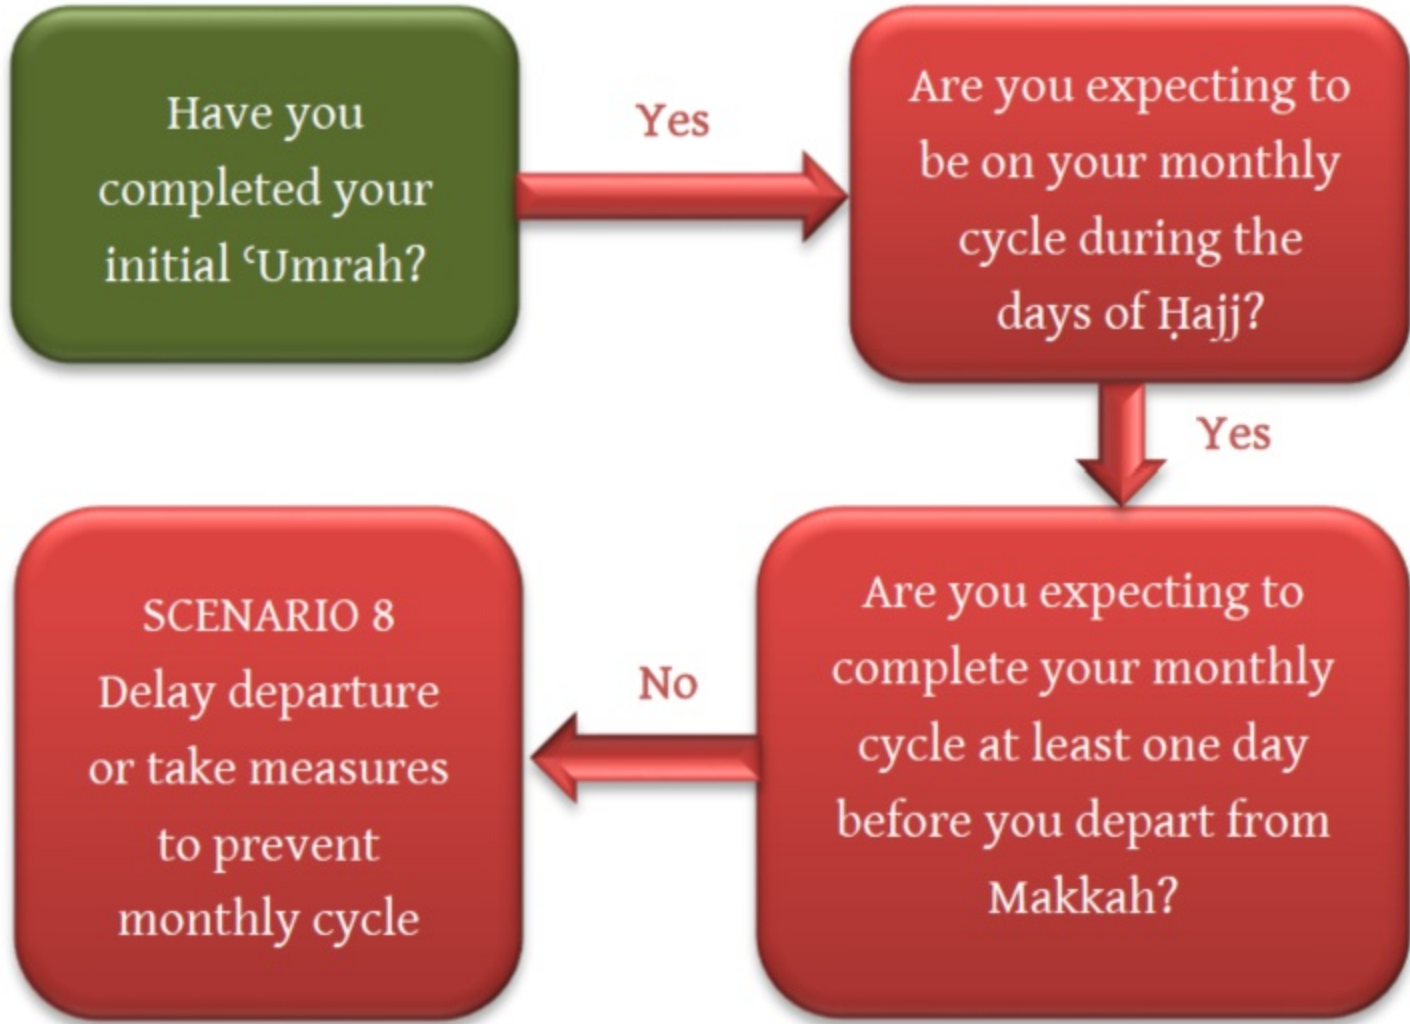 Have you
completed your
initial ʿUmrah?
Yes
Are you expecting to
be on your monthly
cycle during the
days of Ḥajj?
Yes
Are you expecting to
complete your monthly
cycle at least one day
before you depart from
Makkah?
No
SCENARIO 8
Delay departure
or take measures
to prevent
monthly cycle